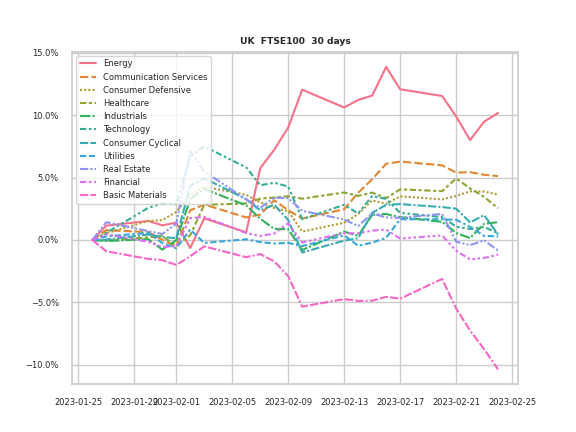 UK FTSE100 30 days
15.0%
10.0%
5.0%
0.0%
−5.0%
−10.0%
Energy
Communication Services
Consumer Defensive
Healthcare
Industrials
Technology
Consumer Cyclical
Utilities
Real Estate
Financial
Basic Materials
2023-01-25 2023-01-29 2023-02-01 2023-02-05 2023-02-09 2023-02-13 2023-02-17 2023-02-21 2023-02-25